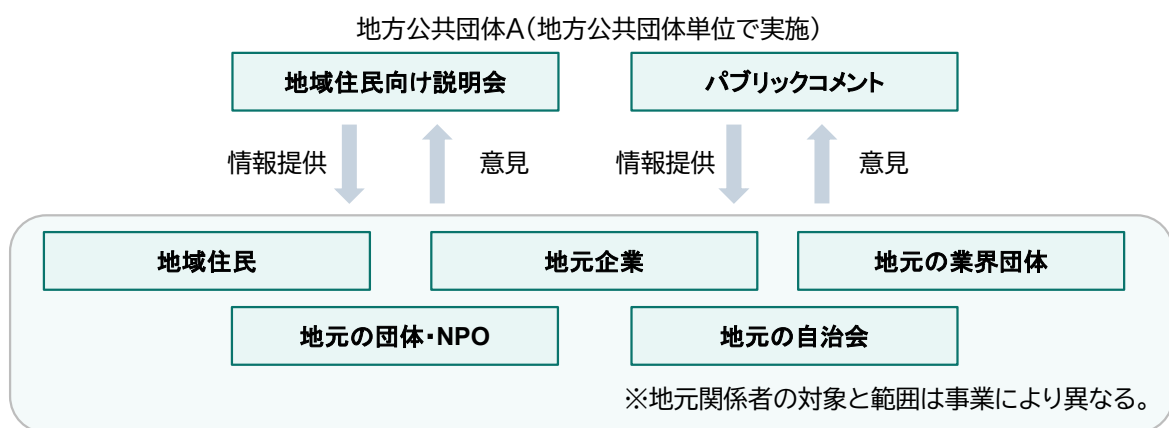 地方公共団体A(地方公共団体単位で実施)
地域住民向け説明会
パブリックコメント
情報提供
意見
情報提供
意見
地域住民
地元企業
地元の業界団体
地元の団体・NPO
地元の自治会
※地元関係者の対象と範囲は事業により異なる。